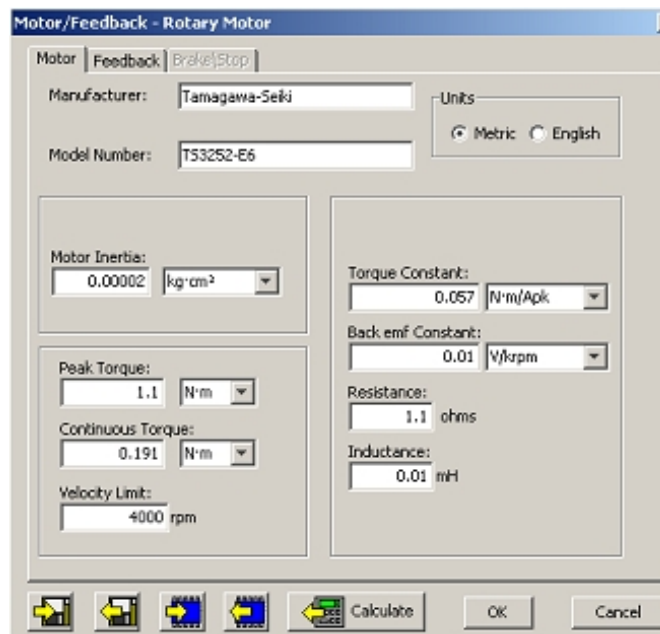 Motor/Feedback - Rotary Motor
Motor Feedback Brake\Stop
Manufacturer: Tamagawa-Seiki
Units
Metric English
Model Number: TS3252-E6
Motor Inertia:
0.00002 kg·cm²
Torque Constant:
0.057 N·m/Apk
Back emf Constant:
0.01 V/krpm
Peak Torque:
1.1 N·m
Resistance:
1.1 ohms
Continuous Torque:
0.191 N·m
Inductance:
0.01 mH
Velocity Limit:
4000 rpm
Calculate OK Cancel